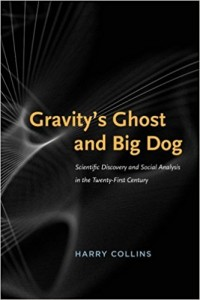 Gravity's Ghost
and Big Dog
Scientific Discovery and Social Analysis
in the Twenty-First Century
HARRY COLLINS